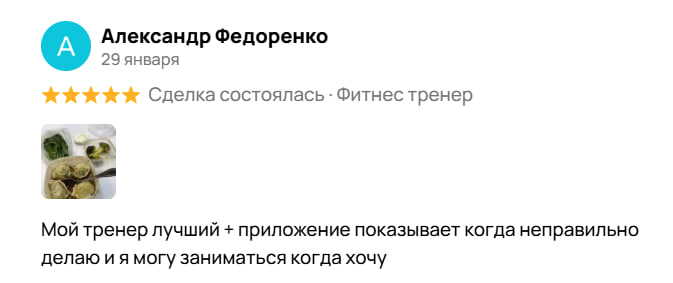 А
Александр Федоренко
29 января
Сделка состоялась · Фитнес тренер
Мой тренер лучший + приложение показывает когда неправильно
делаю и я могу заниматься когда хочу